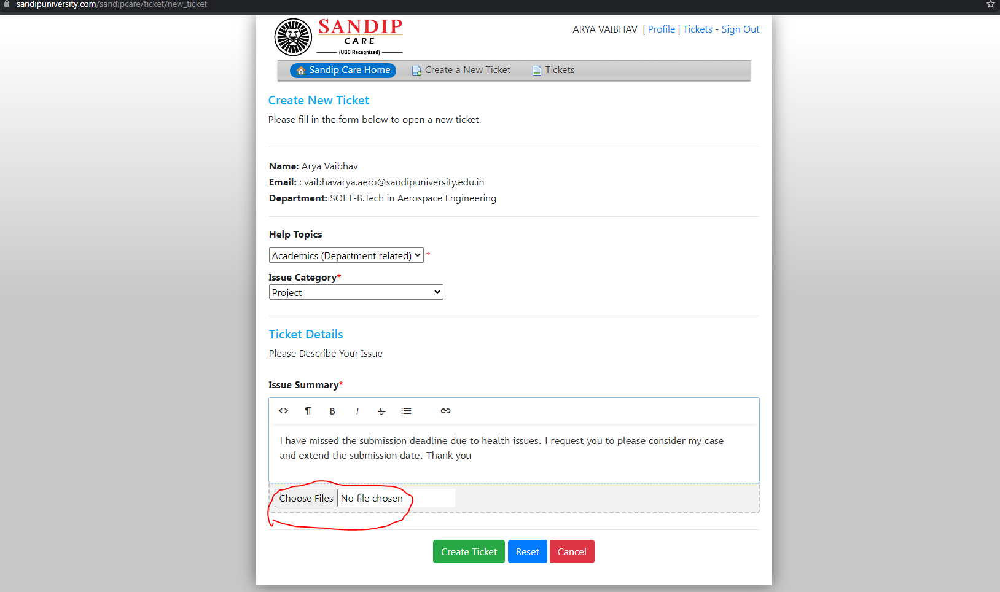 sandipuniversity.com/sandipcare/ticket/new_ticket
SANDIP
CARE
(UGC Recognised)
ARYA VAIBHAV | Profile | Tickets - Sign Out
Sandip Care Home Create a New Ticket Tickets
Create New Ticket
Please fill in the form below to open a new ticket.
Name: Arya Vaibhav
Email: : vaibhavarya.aero@sandipuniversity.edu.in
Department: SOET-B.Tech in Aerospace Engineering
Help Topics
Academics (Department related) *
Issue Category*
Project
Ticket Details
Please Describe Your Issue
Issue Summary*
<> ¶ B I S
I have missed the submission deadline due to health issues. I request you to please consider my case
and extend the submission date. Thank you
Choose Files No file chosen
Create Ticket Reset Cancel